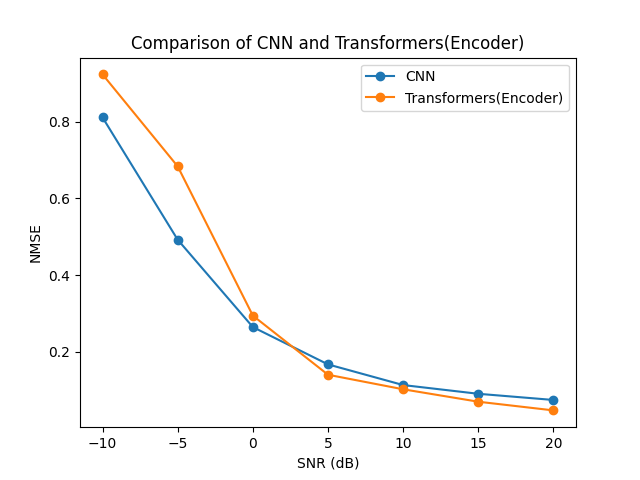 Comparison of CNN and Transformers(Encoder)
CNN
Transformers(Encoder)
NMSE
0.8
0.6
0.4
0.2
−10 −5 0 5 10 15 20
SNR (dB)